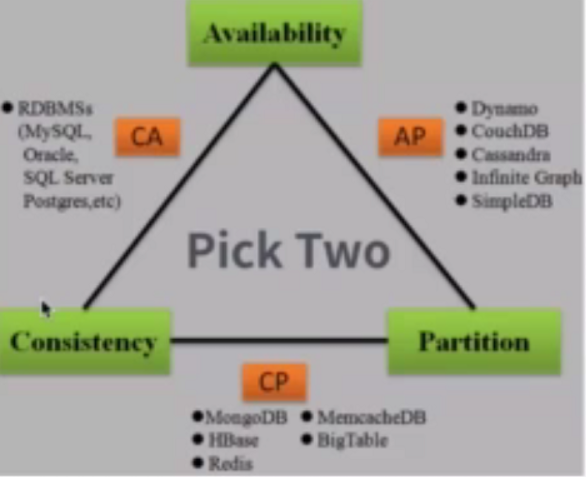 Availability
● RDBMSs
(MySQL,
Oracle,
SQL Server
Postgres,etc)
CA
AP
● Dynamo
● CouchDB
● Cassandra
● Infinite Graph
● SimpleDB
Pick Two
Consistency
Partition
CP
●MongoDB
●HBase
●Redis
●MemcacheDB
●BigTable